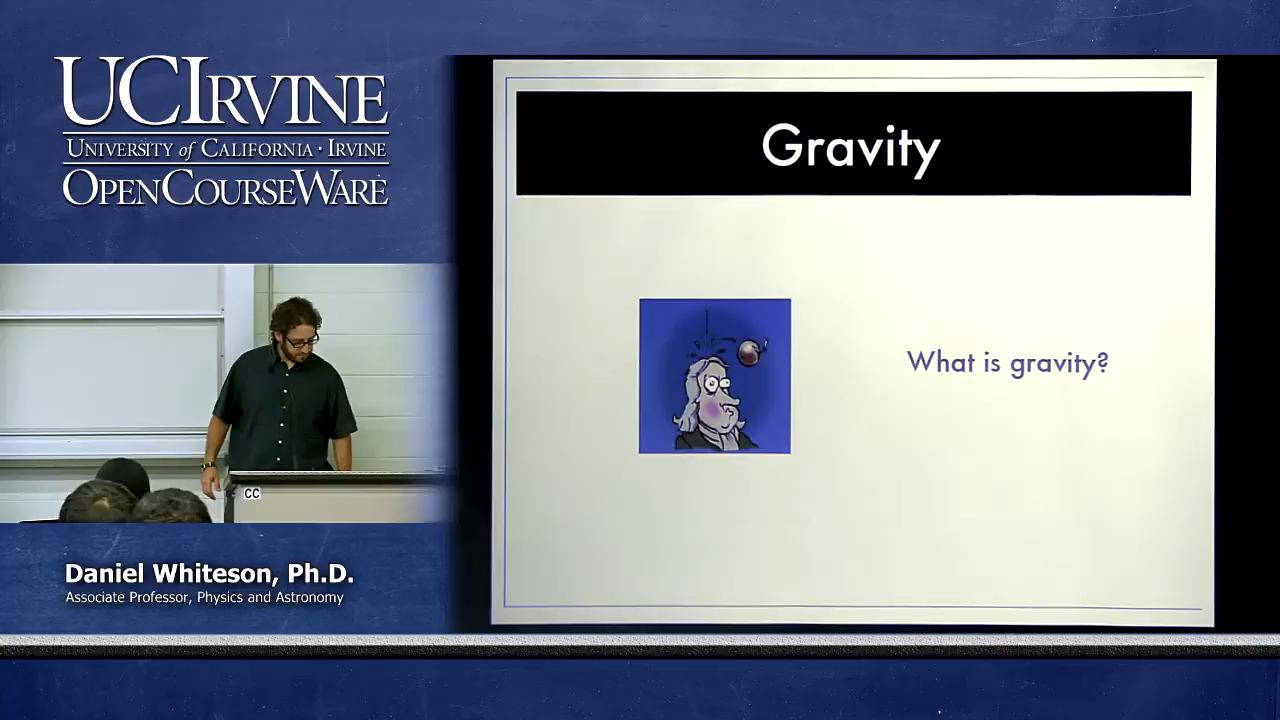 UCIRVINE
UNIVERSITY of CALIFORNIA · IRVINE
OPENCOURSEWARE
Gravity
What is gravity?
CC
Daniel Whiteson, Ph.D.
Associate Professor, Physics and Astronomy